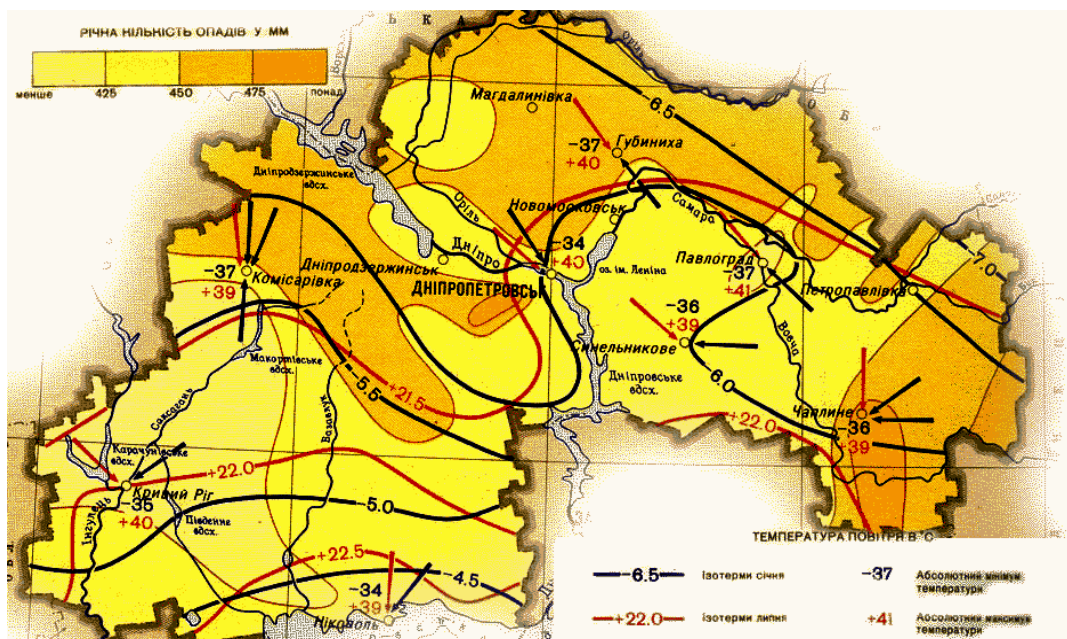 Ь К А
РІЧНА КІЛЬКІСТЬ ОПАДІВ У ММ
менше 425 450 475 понад
Оріль
О Б
6.5
Магдалинівка
Губиниха
-37
+40
Дніпродзержинське
вдсх.
Оріль
Новомосковськ
Самара
-34
+40
Дніпро
Дніпродзержинськ
ДНІПРОПЕТРОВСЬК
оз. ім. Леніна
Павлоград
-37
+41
7.0
Петропавлівка
-37
+39
Комісарівка
-36
+39
Синельникове
Вовча
Макортівське
вдсх.
Дніпровське
вдсх.
6.0
-5.5
+21.5
Саксагань
Базавлук
+22.0
Чаплине
-36
+39
Карачунівське
вдсх.
+22.0
Кривий Ріг
-35
+40
Інгулець
Південне
вдсх.
5.0
+22.5
-4.5
-34
+39
Нікополь
ТЕМПЕРАТУРА ПОВІТРЯ В °С
-6.5 Ізотерми січня
-37 Абсолютний мінімум
температури
+22.0 Ізотерми липня
+41 Абсолютний максимум
температури